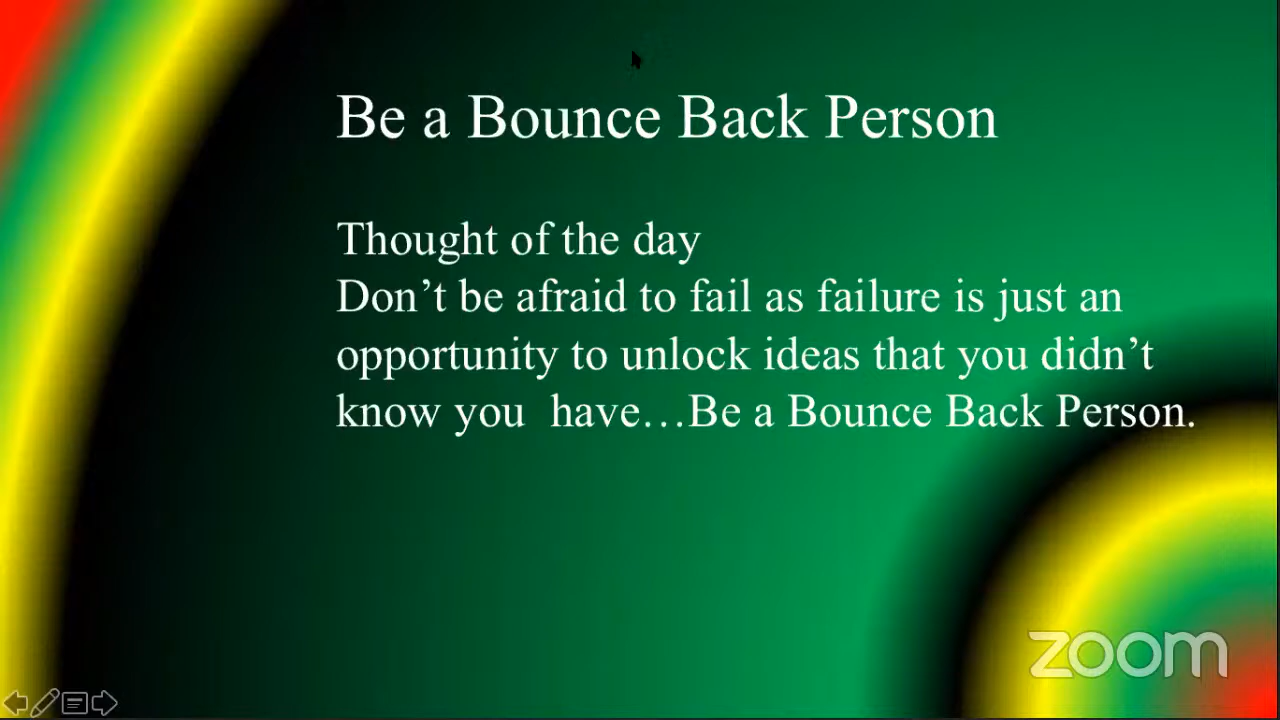 Be a Bounce Back Person
Thought of the day
Don’t be afraid to fail as failure is just an
opportunity to unlock ideas that you didn’t
know you  have…Be a Bounce Back Person.
zoom